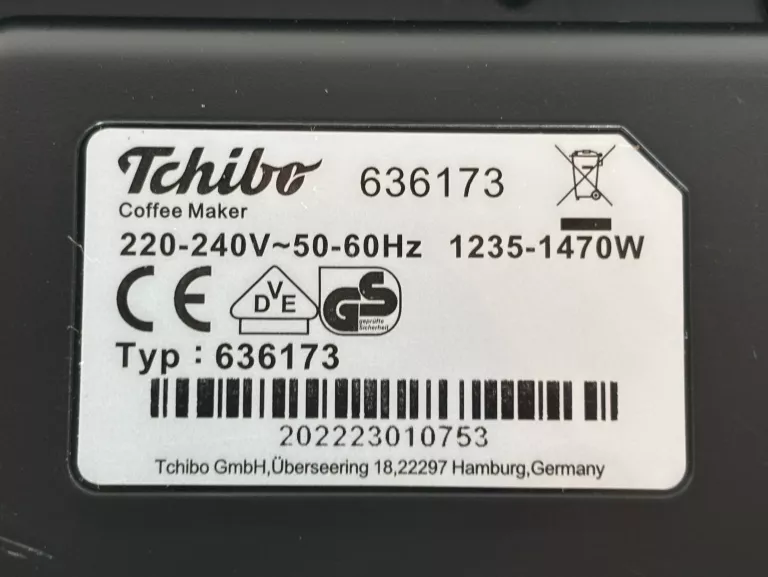 Tchibo 636173
Coffee Maker
220-240V~50-60Hz 1235-1470W
CE VDE GS geprüfte Sicherheit
Typ : 636173
202223010753
Tchibo GmbH,Überseering 18,22297 Hamburg,Germany